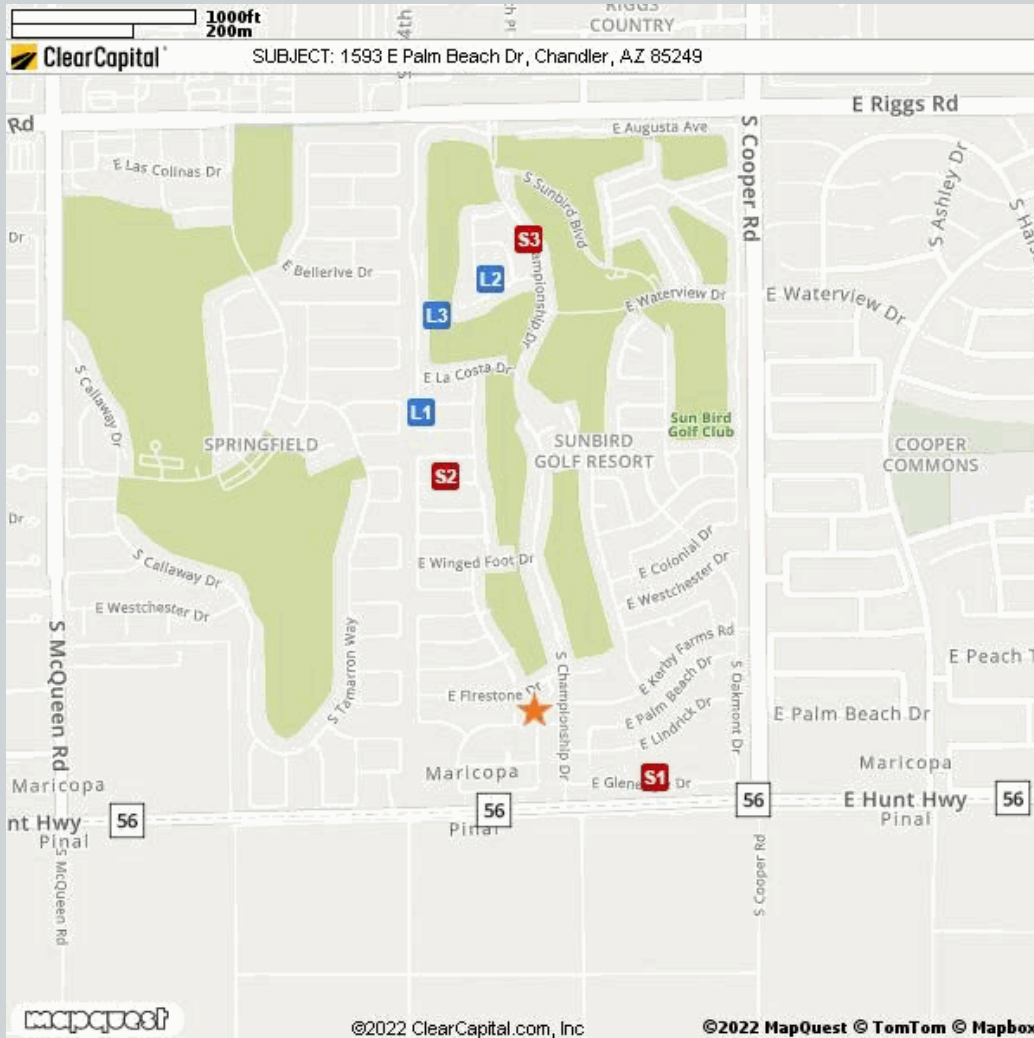 1000ft
200m
RIGGS
COUNTRY
4th
ClearCapital
SUBJECT: 1593 E Palm Beach Dr, Chandler, AZ 85249
Rd
E Riggs Rd
E Augusta Ave
E Las Colinas Dr
S Cooper Rd
S Ashley Dr
S Sunbird Blvd
Dr
S3
E Bellerive Dr
L2
E Waterview Dr
E Waterview Dr
L3
E La Costa Dr
S Callaway Dr
L1
Sun Bird
Golf Club
SPRINGFIELD
SUNBIRD
GOLF RESORT
COOPER
COMMONS
S2
Dr
E Winged Foot Dr
E Colonial Dr
S Callaway Dr
E Westchester Dr
E Westchester Dr
S McQueen Rd
S Tamarron Way
E Kerby Farms Rd
E Peach
S Championship Dr
E Palm Beach Dr
S Oakmont Dr
E Firestone Dr
E Lindrick Dr
E Palm Beach Dr
Maricopa
Maricopa
Maricopa
S1
Dr
56
56
56
56
E Hunt Hwy
nt Hwy
Pinal
Pinal
Pinal
S McQueen Rd
S Cooper Rd
mapquest
©2022 ClearCapital.com, Inc
©2022 MapQuest © TomTom © Mapbox